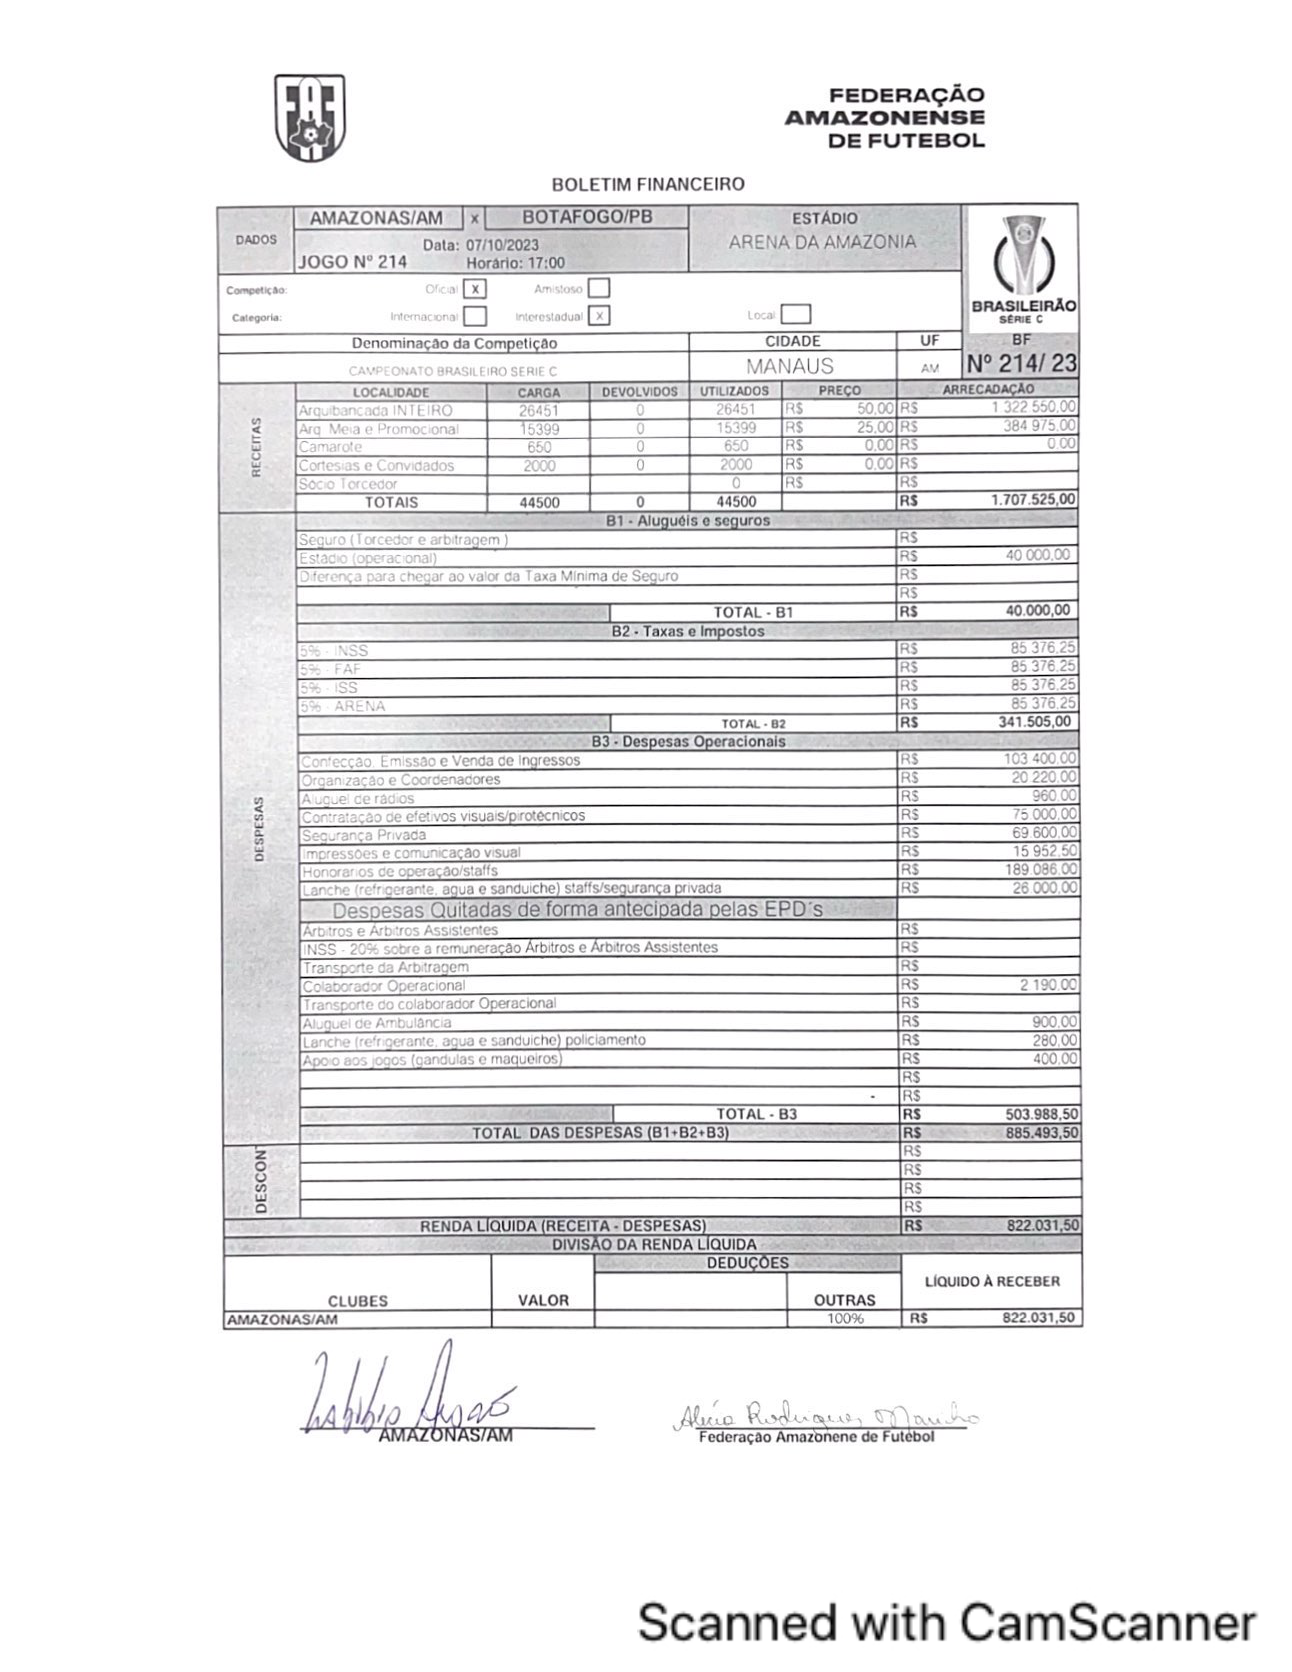 FAF
FEDERAÇÃO
AMAZONENSE
DE FUTEBOL
BOLETIM FINANCEIRO
DADOS
AMAZONAS/AM x BOTAFOGO/PB
Data: 07/10/2023
JOGO Nº 214 Horário: 17:00
ESTÁDIO
ARENA DA AMAZONIA
BRASILEIRÃO
SÉRIE C
Competição: Oficial X Amistoso
Categoria: Internacional Interestadual X Local
Denominação da Competição CIDADE UF BF
CAMPEONATO BRASILEIRO SERIE C MANAUS AM Nº 214/ 23
RECEITAS
LOCALIDADE CARGA DEVOLVIDOS UTILIZADOS PREÇO ARRECADAÇÃO
Arquibancada INTEIRO 26451 0 26451 R$ 50,00 R$ 1 322 550,00
Arq. Meia e Promocional 15399 0 15399 R$ 25,00 R$ 384 975,00
Camarote 650 0 650 R$ 0,00 R$ 0,00
Cortesias e Convidados 2000 0 2000 R$ 0,00 R$
Sócio Torcedor 0 R$ R$
TOTAIS 44500 0 44500 R$ 1.707.525,00
DESPESAS
B1 - Aluguéis e seguros
Seguro (Torcedor e arbitragem ) R$
Estádio (operacional) R$ 40 000,00
Diferença para chegar ao valor da Taxa Mínima de Seguro R$
R$
TOTAL - B1 R$ 40.000,00
B2 - Taxas e Impostos
5% - INSS R$ 85 376,25
5% - FAF R$ 85 376,25
5% - ISS R$ 85 376,25
5% - ARENA R$ 85 376,25
TOTAL - B2 R$ 341.505,00
B3 - Despesas Operacionais
Confecção, Emissão e Venda de Ingressos R$ 103 400,00
Organização e Coordenadores R$ 20 220,00
Aluguel de rádios R$ 960,00
Contratação de efetivos visuais/pirotécnicos R$ 75 000,00
Segurança Privada R$ 69 600,00
Impressões e comunicação visual R$ 15 952,50
Honorarios de operação/staffs R$ 189 086,00
Lanche (refrigerante, agua e sanduiche) staffs/segurança privada R$ 26 000,00
Despesas Quitadas de forma antecipada pelas EPD´s
Árbitros e Árbitros Assistentes R$
INSS - 20% sobre a remuneração Árbitros e Árbitros Assistentes R$
Transporte da Arbitragem R$
Colaborador Operacional R$ 2 190,00
Transporte do colaborador Operacional R$
Aluguel de Ambulância R$ 900,00
Lanche (refrigerante, agua e sanduiche) policiamento R$ 280,00
Apoio aos jogos (gandulas e maqueiros) R$ 400,00
R$
- R$
TOTAL - B3 R$ 503.988,50
TOTAL DAS DESPESAS (B1+B2+B3) R$ 885.493,50
DESCON
R$
R$
R$
R$
RENDA LÍQUIDA (RECEITA - DESPESAS) R$ 822.031,50
DIVISÃO DA RENDA LÍQUIDA
CLUBES VALOR DEDUÇÕES OUTRAS LÍQUIDO À RECEBER
AMAZONAS/AM 100% R$ 822.031,50
Rodrigues
AMAZONAS/AM
Federação Amazonene de Futebol
Scanned with CamScanner